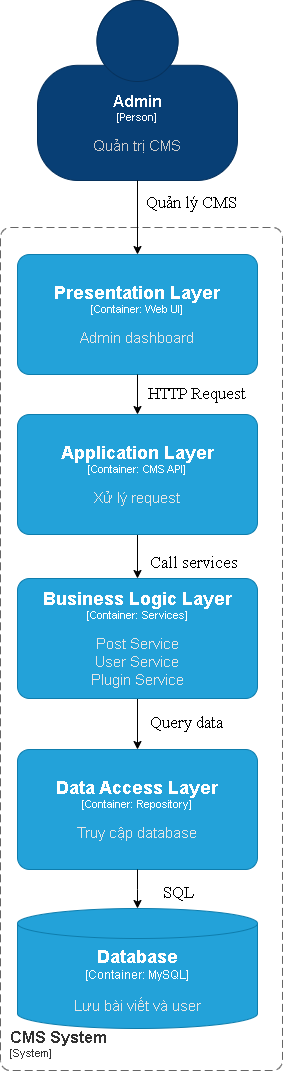 Admin
[Person]
Quản trị CMS
Quản lý CMS
Presentation Layer
[Container: Web UI]
Admin dashboard
HTTP Request
Application Layer
[Container: CMS API]
Xử lý request
Call services
Business Logic Layer
[Container: Services]
Post Service
User Service
Plugin Service
Query data
Data Access Layer
[Container: Repository]
Truy cập database
SQL
Database
[Container: MySQL]
Lưu bài viết và user
CMS System
[System]